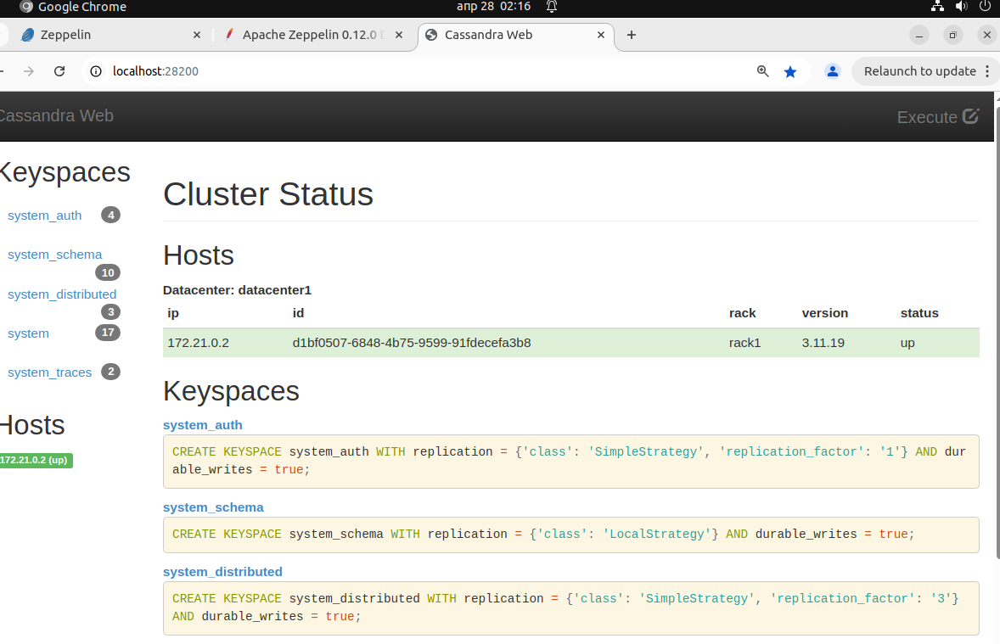 Google Chrome
апр 28 02:16
Zeppelin
Apache Zeppelin 0.12.0
Cassandra Web
localhost:28200
Relaunch to update
Cassandra Web
Execute
Keyspaces
system_auth 4
system_schema
10
system_distributed
3
system 17
system_traces 2
Hosts
172.21.0.2 (up)
Cluster Status
Hosts
Datacenter: datacenter1
ip id rack version status
172.21.0.2 d1bf0507-6848-4b75-9599-91fdecefa3b8 rack1 3.11.19 up
Keyspaces
system_auth
CREATE KEYSPACE system_auth WITH replication = {'class': 'SimpleStrategy', 'replication_factor': '1'} AND dur
able_writes = true;
system_schema
CREATE KEYSPACE system_schema WITH replication = {'class': 'LocalStrategy'} AND durable_writes = true;
system_distributed
CREATE KEYSPACE system_distributed WITH replication = {'class': 'SimpleStrategy', 'replication_factor': '3'}
AND durable_writes = true;